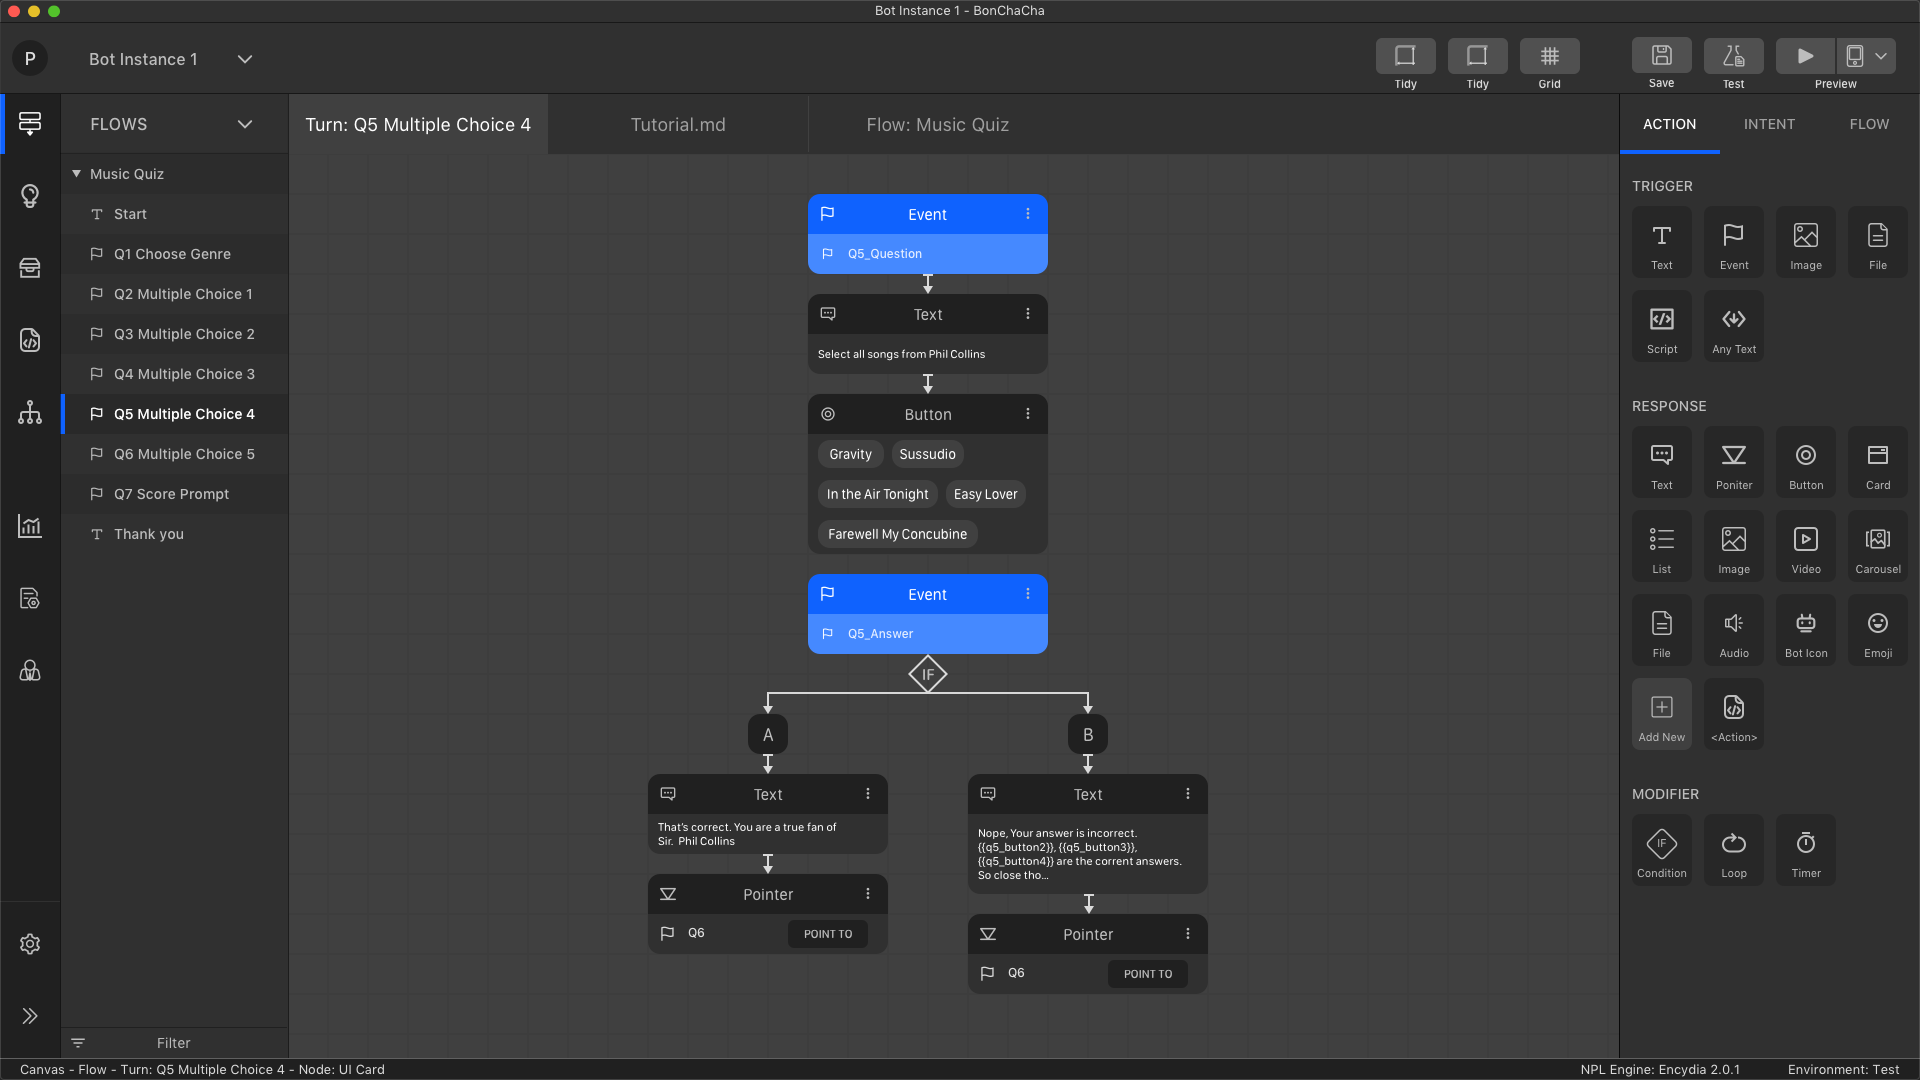 Bot Instance 1 - BonChaCha
P
Bot Instance 1
Tidy
Tidy
Grid
Save
Test
Preview
FLOWS
Music Quiz
Start
Q1 Choose Genre
Q2 Multiple Choice 1
Q3 Multiple Choice 2
Q4 Multiple Choice 3
Q5 Multiple Choice 4
Q6 Multiple Choice 5
Q7 Score Prompt
Thank you
Filter
Turn: Q5 Multiple Choice 4
Tutorial.md
Flow: Music Quiz
Event
Q5_Question
Text
Select all songs from Phil Collins
Button
Gravity
Sussudio
In the Air Tonight
Easy Lover
Farewell My Concubine
Event
Q5_Answer
IF
A
B
Text
That's correct. You are a true fan of
Sir. Phil Collins
Pointer
Q6
POINT TO
Text
Nope, Your answer is incorrect.
{{q5_button2}}, {{q5_button3}},
{{q5_button4}} are the corrent answers.
So close tho...
Pointer
Q6
POINT TO
ACTION
INTENT
FLOW
TRIGGER
Text
Event
Image
File
Script
Any Text
RESPONSE
Text
Poniter
Button
Card
List
Image
Video
Carousel
File
Audio
Bot Icon
Emoji
Add New
<Action>
MODIFIER
IF
Condition
Loop
Timer
Canvas - Flow - Turn: Q5 Multiple Choice 4 - Node: UI Card
NPL Engine: Encydia 2.0.1
Environment: Test